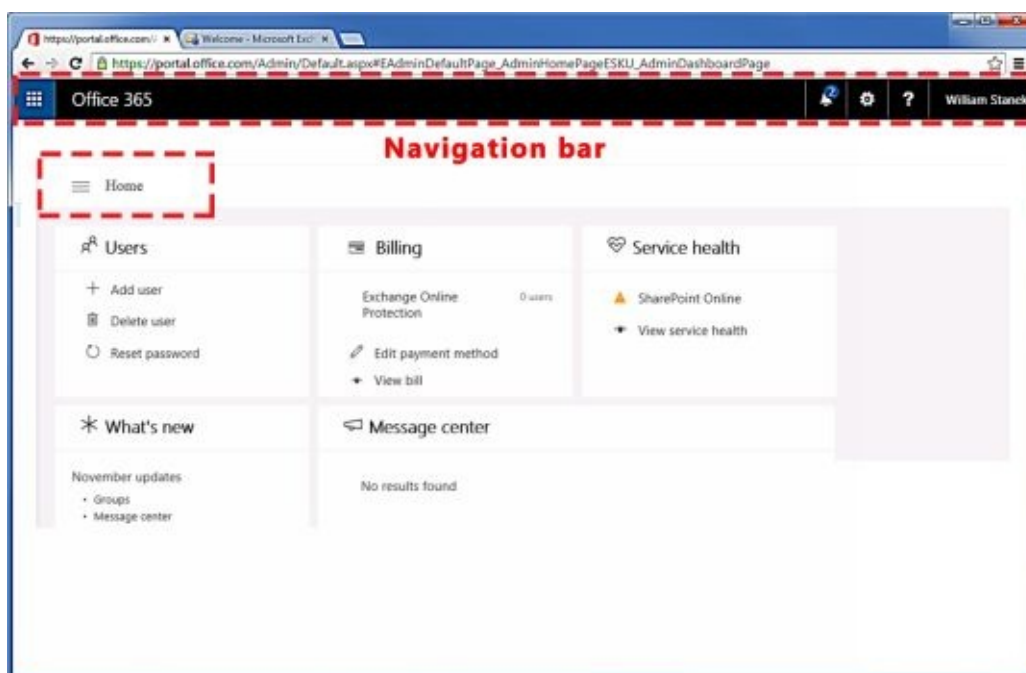 https://portal.office.com/
Welcome - Microsoft Exch
https://portal.office.com/Admin/Default.aspx#EAdminDefaultPage_AdminHomePageESKU_AdminDashboardPage
Office 365
2
?
William Stanek
Navigation bar
Home
Users
Billing
Service health
+ Add user
Delete user
Reset password
Exchange Online
Protection
0 users
Edit payment method
View bill
SharePoint Online
View service health
What's new
Message center
November updates
• Groups
• Message center
No results found